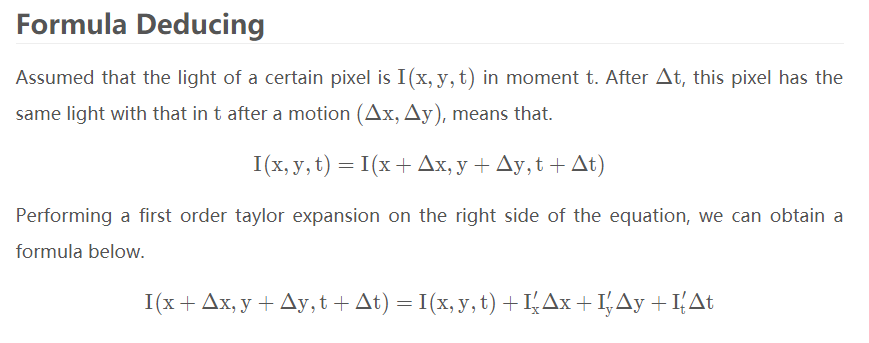 Formula Deducing
Assumed that the light of a certain pixel is I(x, y, t) in moment t. After Δt, this pixel has the
same light with that in t after a motion (Δx, Δy), means that.
I(x, y, t) = I(x + Δx, y + Δy, t + Δt)
Performing a first order taylor expansion on the right side of the equation, we can obtain a
formula below.
I(x + Δx, y + Δy, t + Δt) = I(x, y, t) + I′ₓΔx + I′ᵧΔy + I′ₜΔt